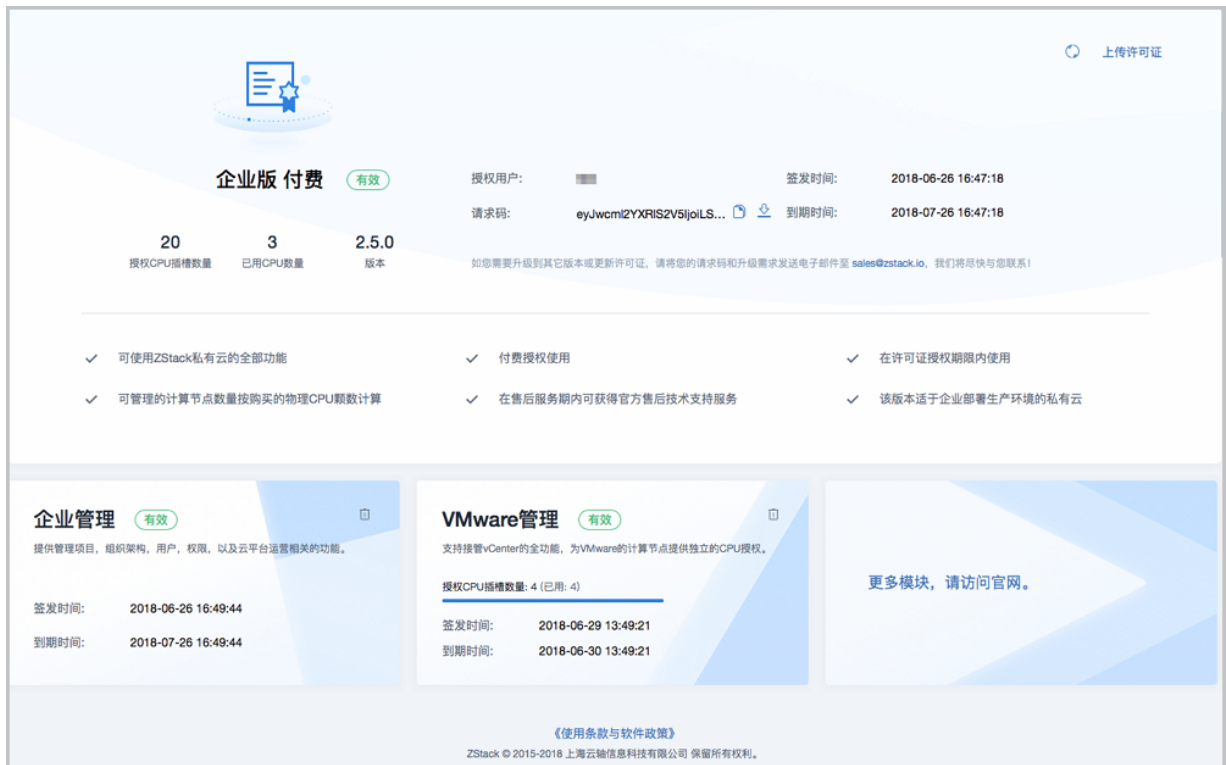 上传许可证
企业版 付费 有效
授权用户: 签发时间: 2018-06-26 16:47:18
请求码: eyJwcml2YXRlS2V5IjoiLS... 到期时间: 2018-07-26 16:47:18
20 3 2.5.0
授权CPU插槽数量 已用CPU数量 版本
如您需要升级到其它版本或更新许可证，请将您的请求码和升级需求发送电子邮件至 sales@zstack.io，我们将尽快与您联系!
可使用ZStack私有云的全部功能 付费授权使用 在许可证授权期限内使用
可管理的计算节点数量按购买的物理CPU颗数计算 在售后服务期内可获得官方售后技术支持服务 该版本适于企业部署生产环境的私有云
企业管理 有效
提供管理项目，组织架构，用户，权限，以及云平台运营相关的功能。
签发时间: 2018-06-26 16:49:44
到期时间: 2018-07-26 16:49:44
VMware管理 有效
支持接管vCenter的全功能，为VMware的计算节点提供独立的CPU授权。
授权CPU插槽数量: 4 (已用: 4)
签发时间: 2018-06-29 13:49:21
到期时间: 2018-06-30 13:49:21
更多模块，请访问官网。
《使用条款与软件政策》
ZStack © 2015-2018 上海云轴信息科技有限公司 保留所有权利。